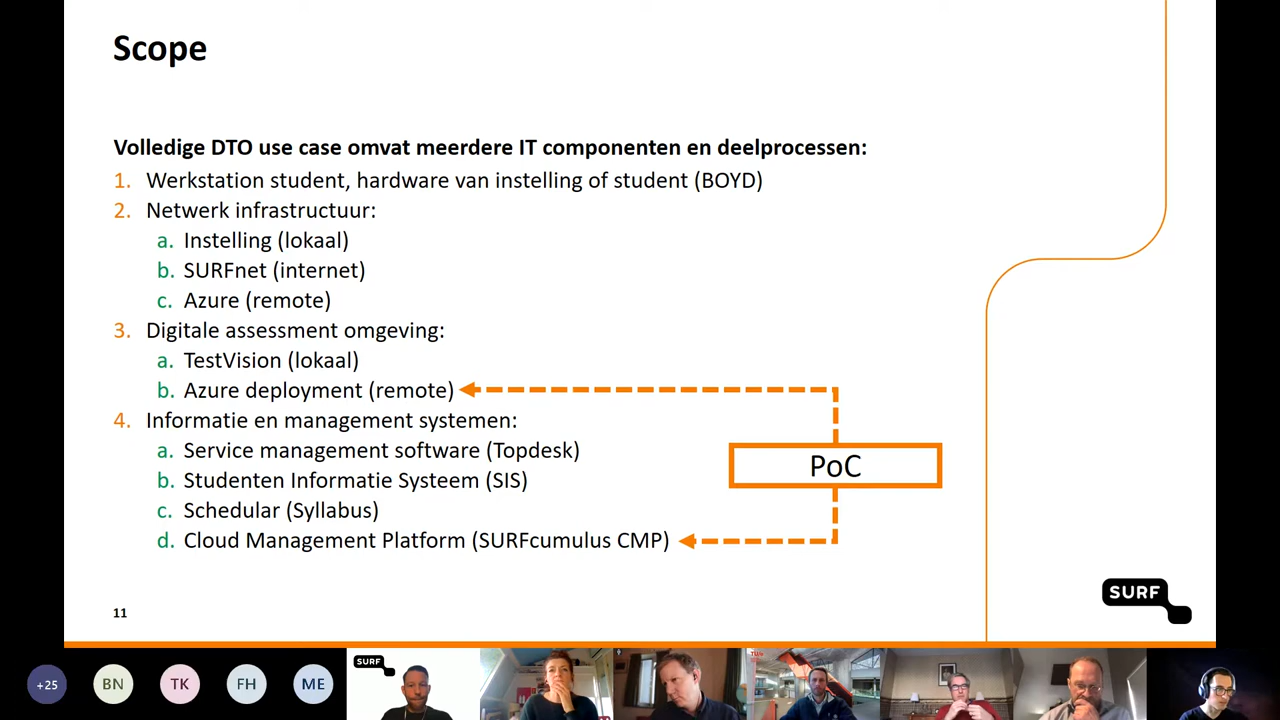 Scope
Volledige DTO use case omvat meerdere IT componenten en deelprocessen:
1. Werkstation student, hardware van instelling of student (BOYD)
2. Netwerk infrastructuur:
a. Instelling (lokaal)
b. SURFnet (internet)
c. Azure (remote)
3. Digitale assessment omgeving:
a. TestVision (lokaal)
b. Azure deployment (remote)
4. Informatie en management systemen:
a. Service management software (Topdesk)
b. Studenten Informatie Systeem (SIS)
c. Schedular (Syllabus)
d. Cloud Management Platform (SURFcumulus CMP)
PoC
11
SURF
+25
BN
TK
FH
ME
SURF